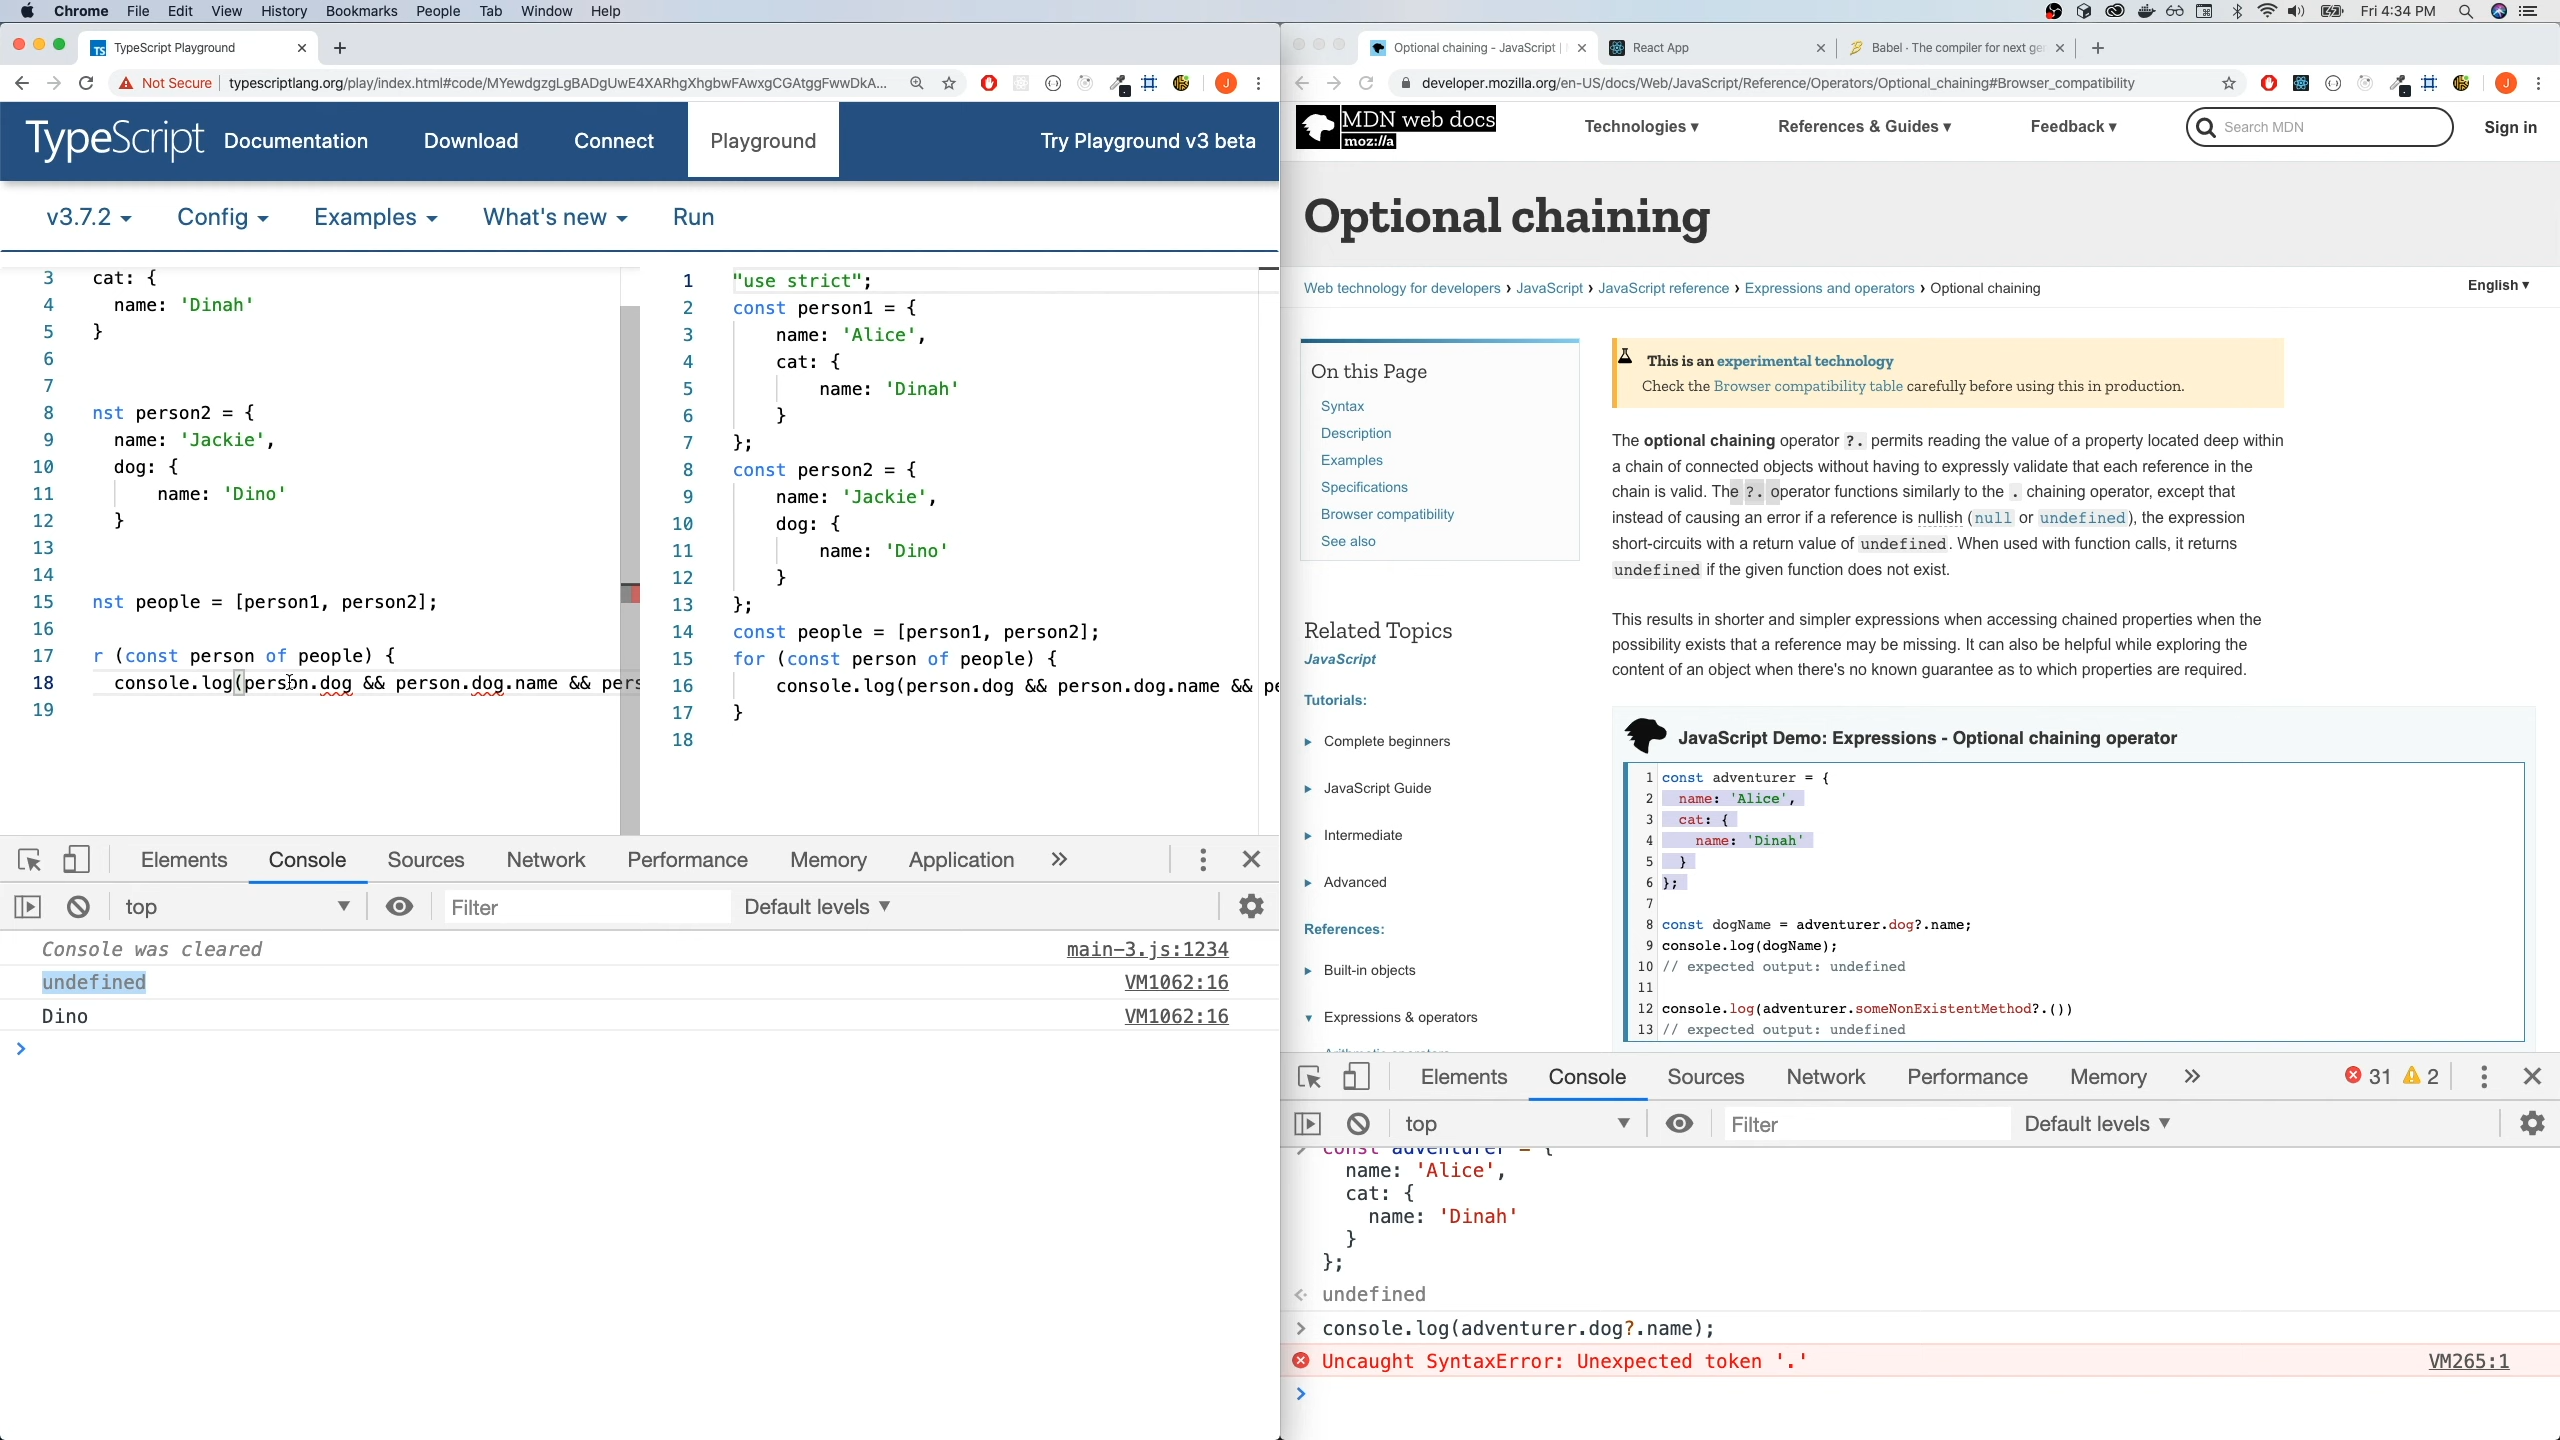 Chrome File Edit View History Bookmarks People Tab Window Help
Fri 4:34 PM
TypeScript Playground
Not Secure typescriptlang.org/play/index.html#code/MYewdgzgLgBADgUwE4XARhgXhgbwFAwxgCGAtggFwwDkA...
TypeScript Documentation Download Connect Playground Try Playground v3 beta
v3.7.2 Config Examples What's new Run
3 cat: {
4 name: 'Dinah'
5 }
6
7
8 nst person2 = {
9 name: 'Jackie',
10 dog: {
11 name: 'Dino'
12 }
13
14
15 nst people = [person1, person2];
16
17 r (const person of people) {
18 console.log(person.dog && person.dog.name && pers
19
1 "use strict";
2 const person1 = {
3 name: 'Alice',
4 cat: {
5 name: 'Dinah'
6 }
7 };
8 const person2 = {
9 name: 'Jackie',
10 dog: {
11 name: 'Dino'
12 }
13 };
14 const people = [person1, person2];
15 for (const person of people) {
16 console.log(person.dog && person.dog.name && pe
17 }
18
Elements Console Sources Network Performance Memory Application »
top Filter Default levels
Console was cleared main-3.js:1234
undefined VM1062:16
Dino VM1062:16
Optional chaining - JavaScript | React App Babel · The compiler for next ge
developer.mozilla.org/en-US/docs/Web/JavaScript/Reference/Operators/Optional_chaining#Browser_compatibility
MDN web docs
moz://a
Technologies ▾ References & Guides ▾ Feedback ▾ Search MDN Sign in
Optional chaining
Web technology for developers › JavaScript › JavaScript reference › Expressions and operators › Optional chaining English ▾
On this Page
Syntax
Description
Examples
Specifications
Browser compatibility
See also
Related Topics
JavaScript
Tutorials:
Complete beginners
JavaScript Guide
Intermediate
Advanced
References:
Built-in objects
Expressions & operators
This is an experimental technology
Check the Browser compatibility table carefully before using this in production.
The optional chaining operator ?. permits reading the value of a property located deep within
a chain of connected objects without having to expressly validate that each reference in the
chain is valid. The ?. operator functions similarly to the . chaining operator, except that
instead of causing an error if a reference is nullish (null or undefined), the expression
short-circuits with a return value of undefined. When used with function calls, it returns
undefined if the given function does not exist.
This results in shorter and simpler expressions when accessing chained properties when the
possibility exists that a reference may be missing. It can also be helpful while exploring the
content of an object when there's no known guarantee as to which properties are required.
JavaScript Demo: Expressions - Optional chaining operator
1 const adventurer = {
2 name: 'Alice',
3 cat: {
4 name: 'Dinah'
5 }
6 };
7
8 const dogName = adventurer.dog?.name;
9 console.log(dogName);
10 // expected output: undefined
11
12 console.log(adventurer.someNonExistentMethod?.())
13 // expected output: undefined
Elements Console Sources Network Performance Memory » 31 2
top Filter Default levels
const adventurer = {
name: 'Alice',
cat: {
name: 'Dinah'
}
};
undefined
console.log(adventurer.dog?.name);
Uncaught SyntaxError: Unexpected token '.' VM265:1